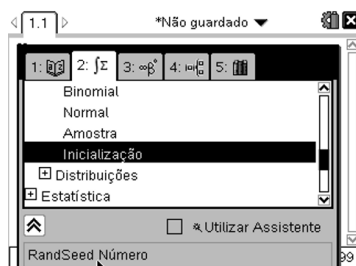 1.1 *Não guardado
1: 2: ∫Σ 3: ∞β° 4: 5:
Binomial
Normal
Amostra
Inicialização
Distribuições
Estatística
Utilizar Assistente
RandSeed Número
99